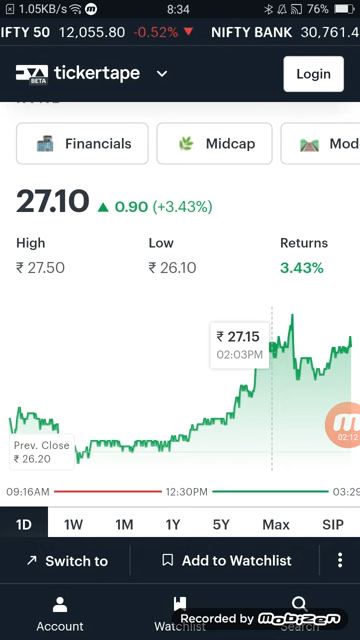 1.05KB/s 8:34 76%
IFTY 50 12,055.80 -0.52% NIFTY BANK 30,761.4
BETA tickertape Login
Financials Midcap Mod
27.10 0.90 (+3.43%)
High Low Returns
₹ 27.50 ₹ 26.10 3.43%
₹ 27.15
02:03PM
02:12
Prev. Close
₹ 26.20
09:16AM 12:30PM 03:29
1D 1W 1M 1Y 5Y Max SIP
Switch to Add to Watchlist
Account Watchlist Search
Recorded by Mobizen